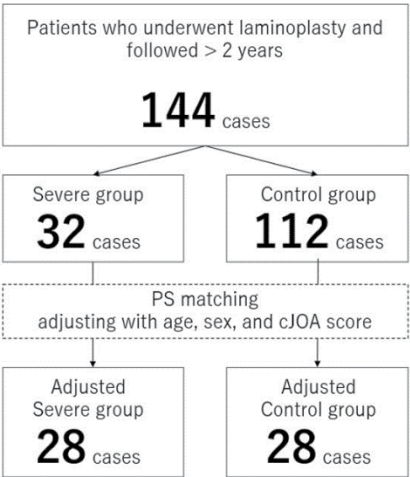 Patients who underwent laminoplasty and
followed > 2 years
144 cases
Severe group
32 cases
Control group
112 cases
PS matching
adjusting with age, sex, and cJOA score
Adjusted
Severe group
28 cases
Adjusted
Control group
28 cases